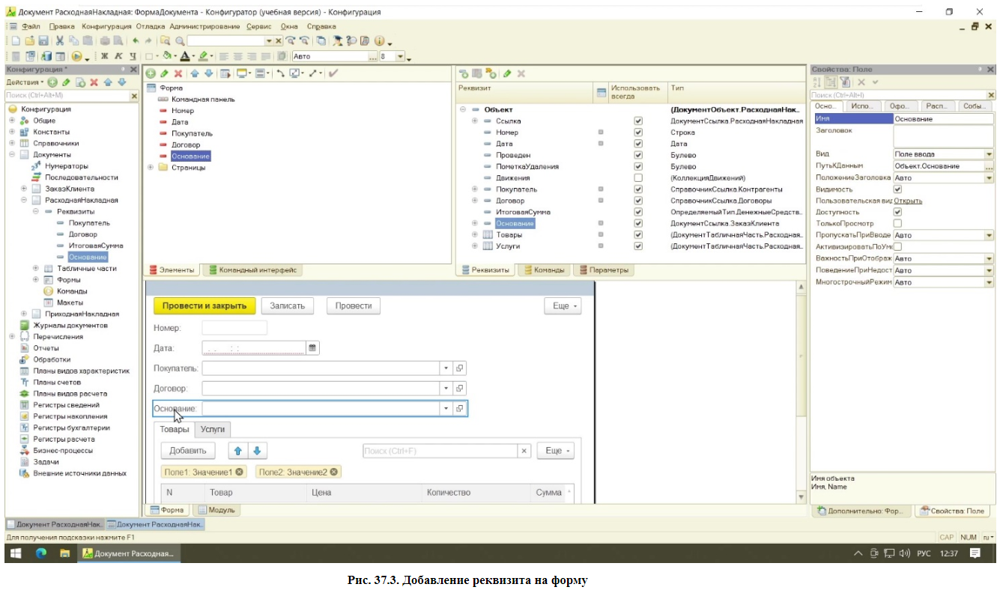 Документ РасходнаяНакладная: ФормаДокумента - Конфигуратор (учебная версия) - Конфигурация
Файл Правка Конфигурация Отладка Администрирование Сервис Окна Справка
Ж К Ч Авто ... 8
Конфигурация *
Действия
Поиск (Ctrl+Alt+M)
Конфигурация
Общие
Константы
Справочники
Документы
Нумераторы
Последовательности
ЗаказКлиента
РасходнаяНакладная
Реквизиты
Покупатель
Договор
ИтоговаяСумма
Основание
Табличные части
Формы
Команды
Макеты
ПриходнаяНакладная
Журналы документов
Перечисления
Отчеты
Обработки
Планы видов характеристик
Планы счетов
Планы видов расчета
Регистры сведений
Регистры накопления
Регистры бухгалтерии
Регистры расчета
Бизнес-процессы
Задачи
Внешние источники данных
Форма
Командная панель
Номер
Дата
Покупатель
Договор
Основание
Страницы
Элементы Командный интерфейс
Реквизит Использовать всегда Тип
Объект (ДокументОбъект.РасходнаяНак...
Ссылка ДокументСсылка.РасходнаяНакладная
Номер Строка
Дата Дата
Проведен Булево
ПометкаУдаления Булево
Движения (КоллекцияДвижений)
Покупатель СправочникСсылка.Контрагенты
Договор СправочникСсылка.Договоры
ИтоговаяСумма ОпределяемыйТип.ДенежныеСредств...
Основание ДокументСсылка.ЗаказКлиента
Товары (ДокументТабличнаяЧасть.Расходная...
Услуги (ДокументТабличнаяЧасть.Расходная...
Реквизиты Команды Параметры
Провести и закрыть Записать Провести Еще
Номер:
Дата: . . : :
Покупатель:
Договор:
Основание:
Товары Услуги
Добавить Поиск (Ctrl+F) × Еще
Поле1: Значение1 Поле2: Значение2
N Товар Цена Количество Сумма
Форма Модуль
Свойства: Поле
Поиск (Ctrl+Alt+I)
Осно... Испо... Офо... Расп... Собы...
Имя Основание
Заголовок
Вид Поле ввода
ПутьКДанным Объект.Основание ...
ПоложениеЗаголовка Авто
Видимость
Пользовательская вид Открыть
Доступность
ТолькоПросмотр
ПропускатьПриВводе Авто
АктивизироватьПоУмо
ВажностьПриОтображ Авто
ПоведениеПриНедост Авто
МногострочныйРежим Авто
Имя объекта
Имя, Name
Дополнительно: Фор... Свойства: Поле
Документ РасходнаяНак... Документ РасходнаяНак...
Для получения подсказки нажмите F1 CAP NUM ru
Документ Расходная... РУС 12:37
Рис. 37.3. Добавление реквизита на форму